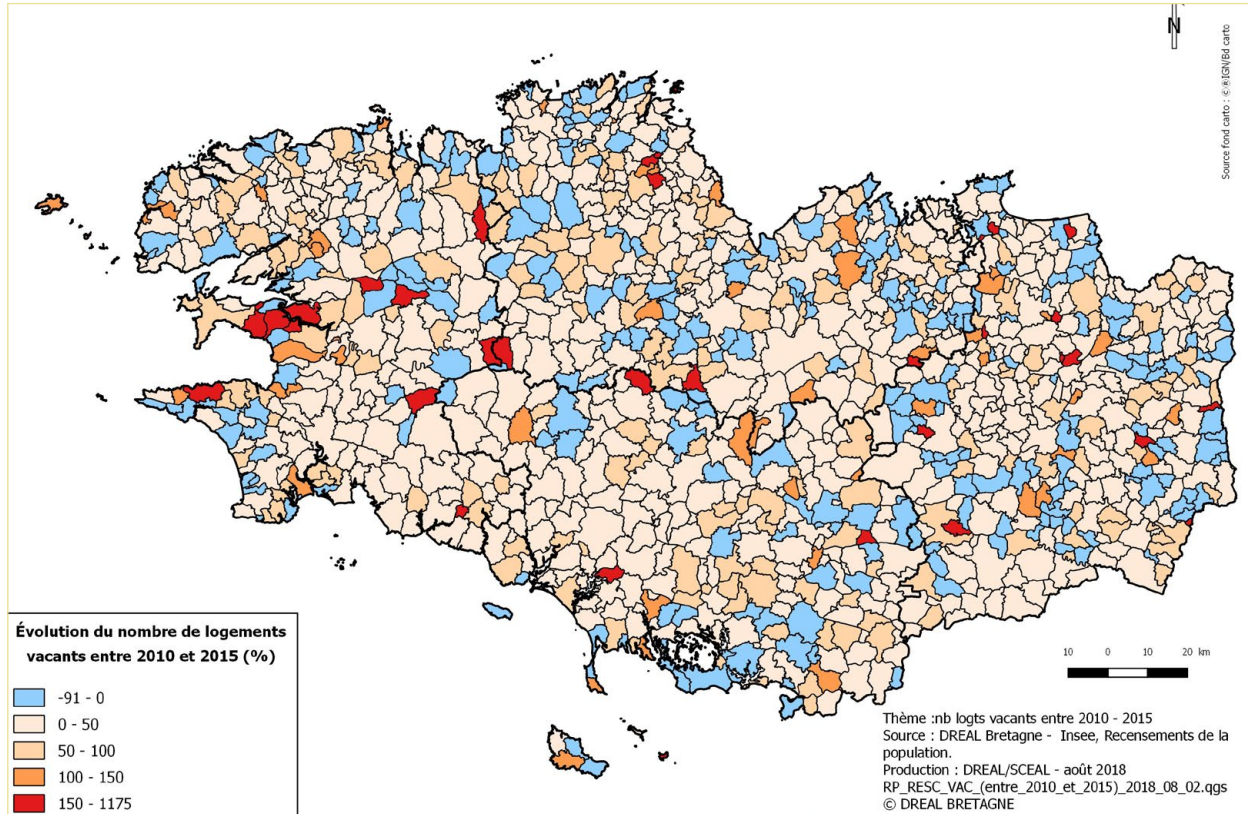 N
Source fond carto : ©®IGN/Bd carto
Évolution du nombre de logements
vacants entre 2010 et 2015 (%)
-91 - 0
0 - 50
50 - 100
100 - 150
150 - 1175
10 0 10 20 km
Thème :nb logts vacants entre 2010 - 2015
Source : DREAL Bretagne - Insee, Recensements de la
population.
Production : DREAL/SCEAL - août 2018
RP_RESC_VAC_(entre_2010_et_2015)_2018_08_02.qgs
© DREAL BRETAGNE